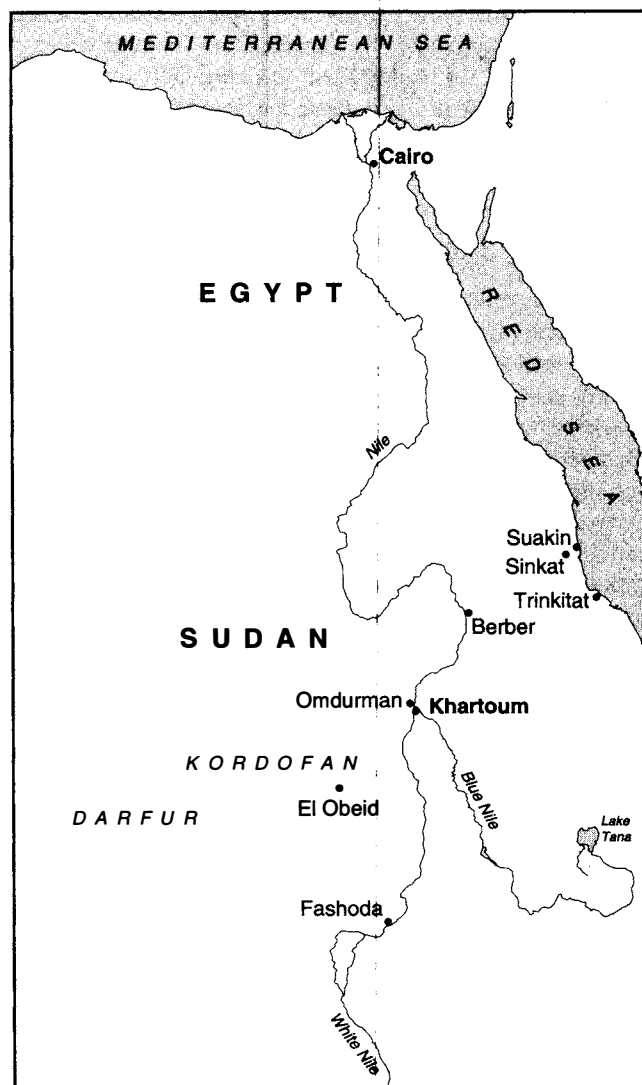 MEDITERRANEAN SEA
Cairo
EGYPT
RED SEA
Nile
Suakin
Sinkat
Trinkitat
Berber
SUDAN
Omdurman
Khartoum
KORDOFAN
El Obeid
DARFUR
Blue Nile
Lake
Tana
Fashoda
White Nile